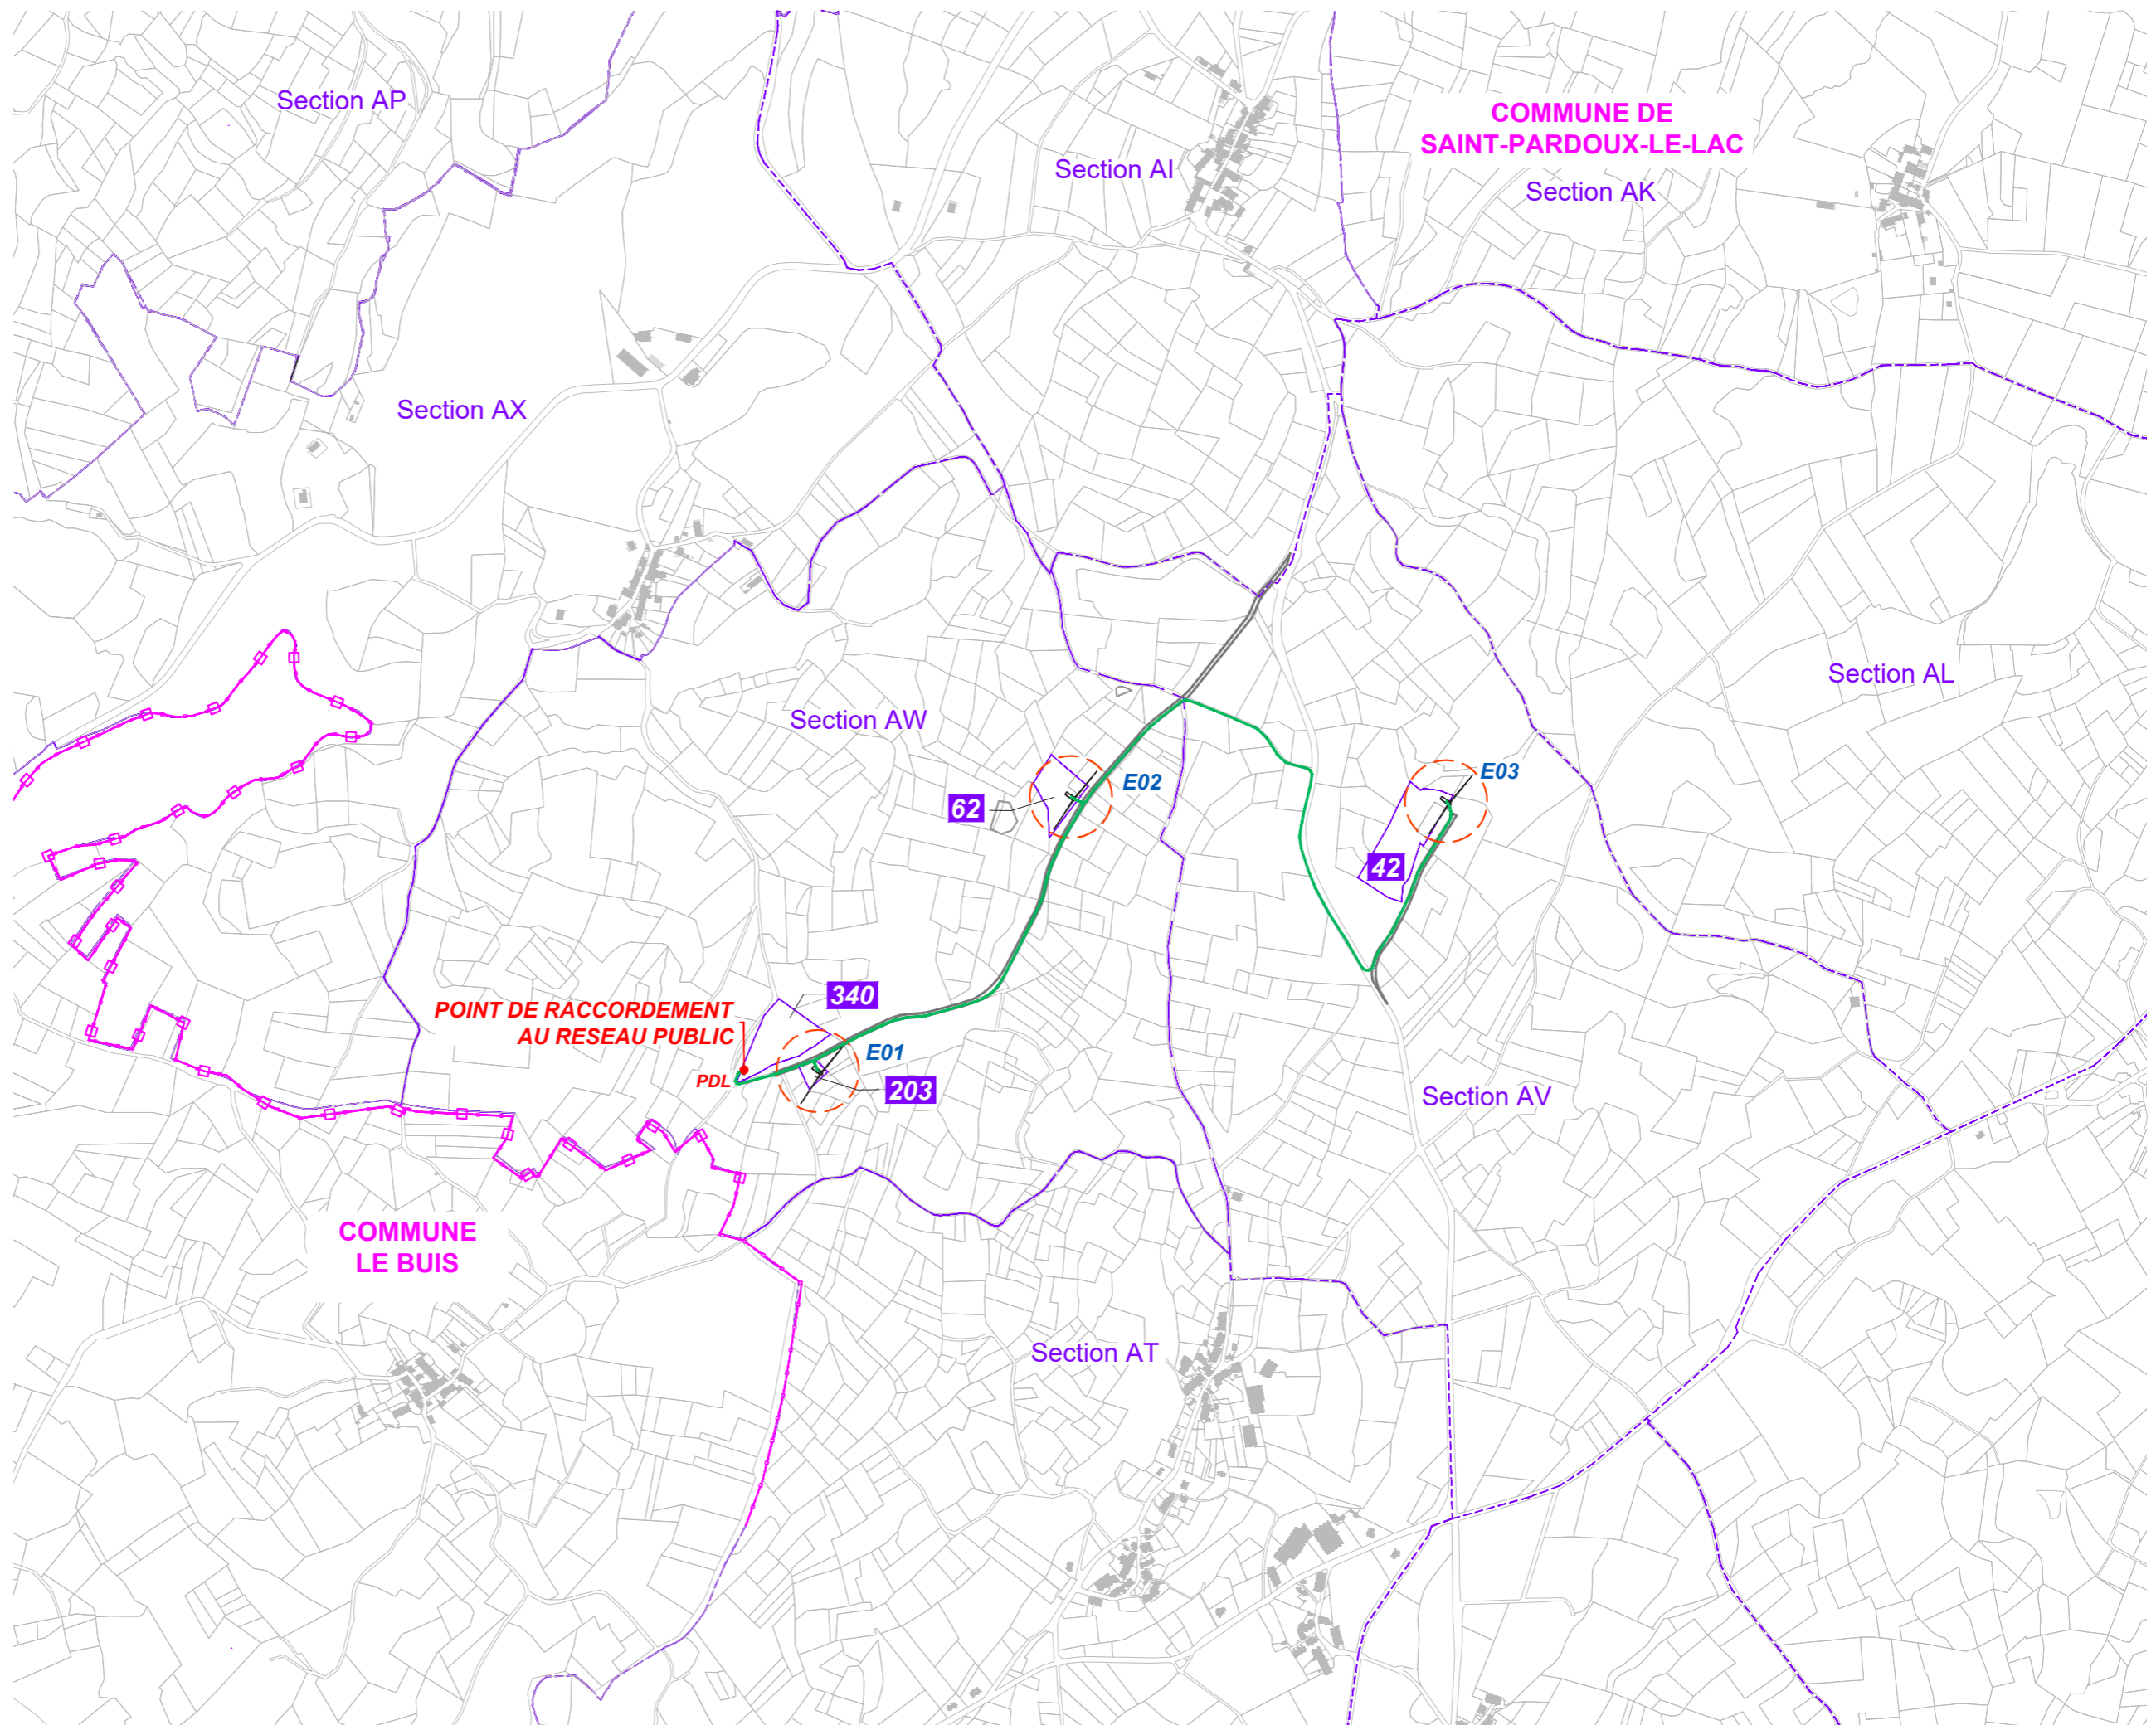 Section AP
COMMUNE DE
SAINT-PARDOUX-LE-LAC
Section AI
Section AK
Section AX
Section AL
Section AW
E03
E02
62
42
340
POINT DE RACCORDEMENT
AU RESEAU PUBLIC
E01
PDL
203
Section AV
COMMUNE
LE BUIS
Section AT